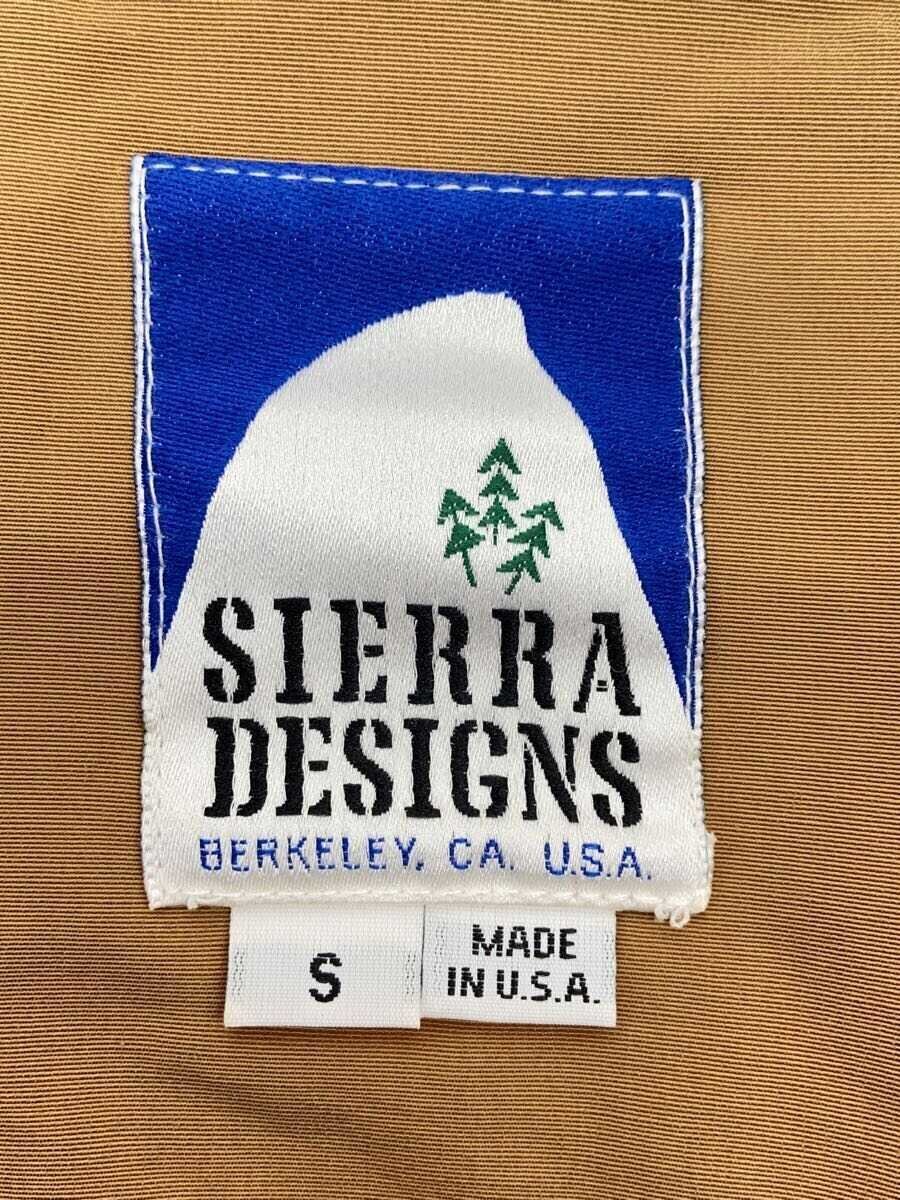 SIERRA
DESIGNS
BERKELEY, CA. U.S.A.
S
MADE
IN U.S.A.